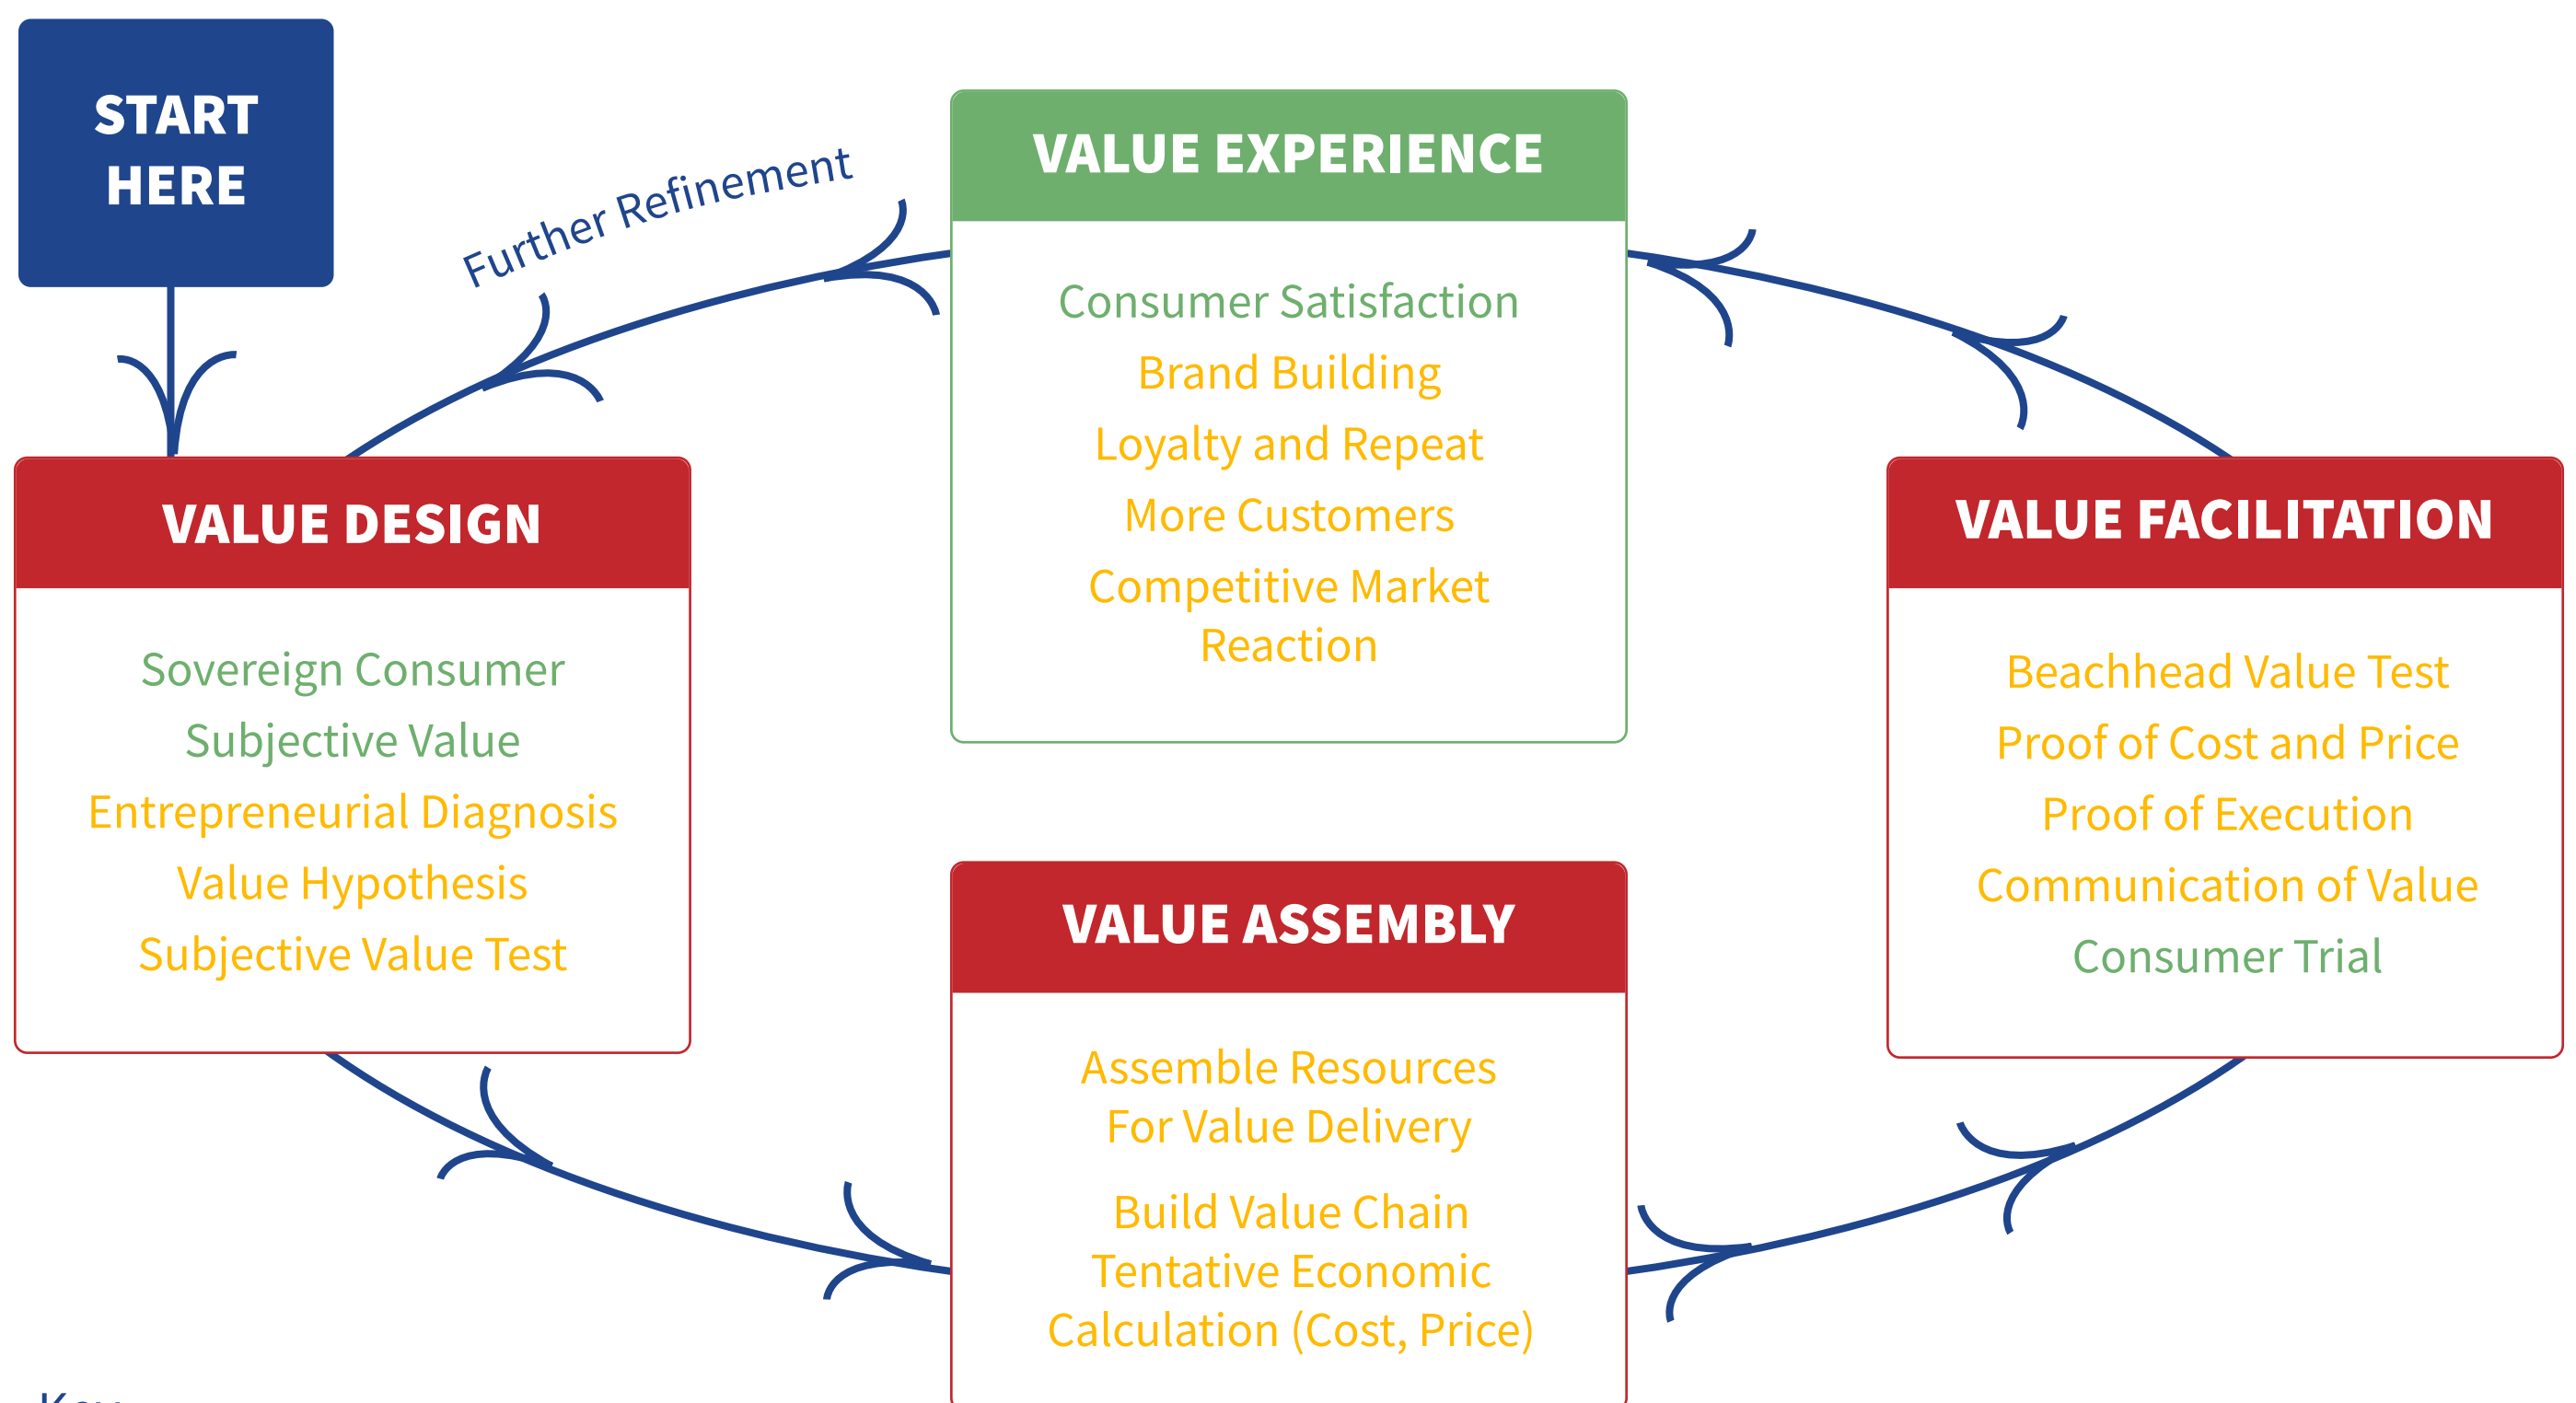 START
HERE
Further Refinement
VALUE EXPERIENCE
Consumer Satisfaction
Brand Building
Loyalty and Repeat
More Customers
Competitive Market
Reaction
VALUE DESIGN
Sovereign Consumer
Subjective Value
Entrepreneurial Diagnosis
Value Hypothesis
Subjective Value Test
VALUE FACILITATION
Beachhead Value Test
Proof of Cost and Price
Proof of Execution
Communication of Value
Consumer Trial
VALUE ASSEMBLY
Assemble Resources
For Value Delivery
Build Value Chain
Tentative Economic
Calculation (Cost, Price)